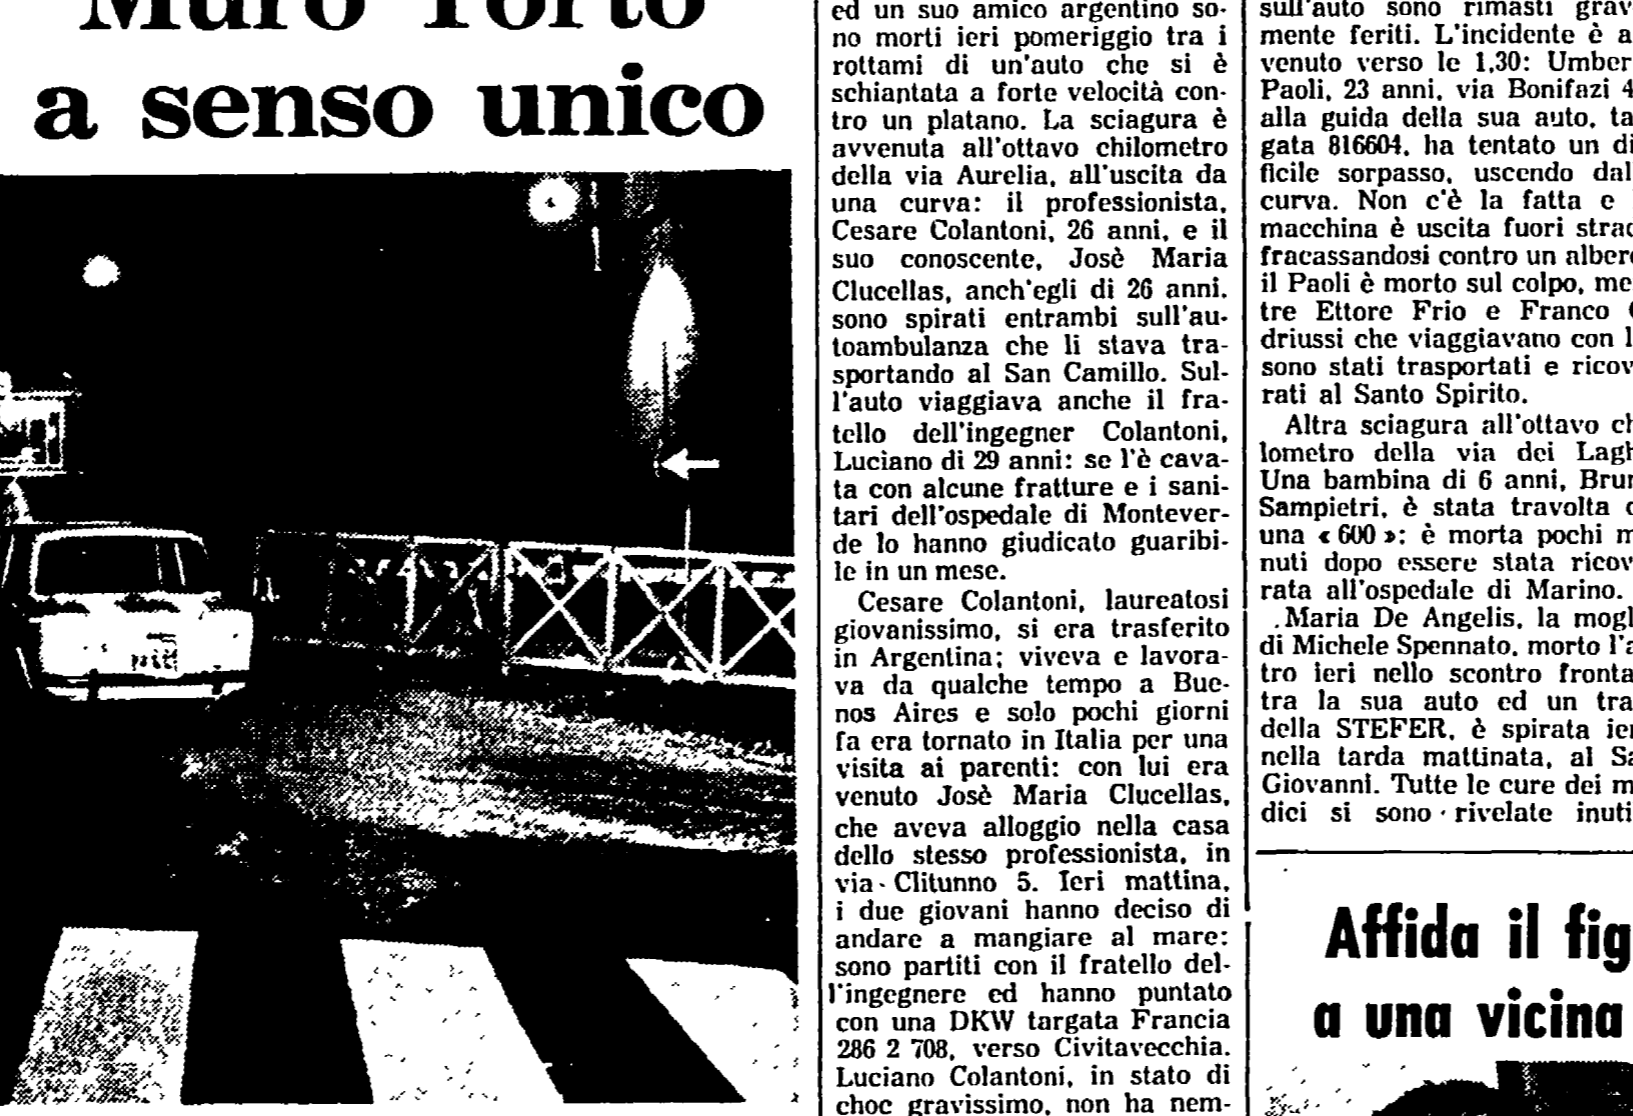 Muro Torto
a senso unico
ed un suo amico argentino so-
no morti ieri pomeriggio tra i
rottami di un'auto che si è
schiantata a forte velocità con-
tro un platano. La sciagura è
avvenuta all'ottavo chilometro
della via Aurelia, all'uscita da
una curva: il professionista,
Cesare Colantoni, 26 anni, e il
suo conoscente, Josè Maria
Clucellas, anch'egli di 26 anni.
sono spirati entrambi sull'au-
toambulanza che li stava tra-
sportando al San Camillo. Sul-
l'auto viaggiava anche il fra-
tello dell'ingegner Colantoni,
Luciano di 29 anni: se l'è cava-
ta con alcune fratture e i sani-
tari dell'ospedale di Montever-
de lo hanno giudicato guaribi-
le in un mese.
Cesare Colantoni, laureatosi
giovanissimo, si era trasferito
in Argentina; viveva e lavora-
va da qualche tempo a Bue-
nos Aires e solo pochi giorni
fa era tornato in Italia per una
visita ai parenti: con lui era
venuto Josè Maria Clucellas,
che aveva alloggio nella casa
dello stesso professionista, in
via Clitunno 5. Ieri mattina,
i due giovani hanno deciso di
andare a mangiare al mare:
sono partiti con il fratello del-
l'ingegnere ed hanno puntato
con una DKW targata Francia
286 2 708, verso Civitavecchia.
Luciano Colantoni, in stato di
choc gravissimo, non ha nem-
sull'auto sono rimasti grav
mente feriti. L'incidente è a
venuto verso le 1,30: Umber
Paoli, 23 anni, via Bonifazi 4
alla guida della sua auto, ta
gata 816604, ha tentato un di
ficile sorpasso, uscendo dal
curva. Non c'è la fatta e
macchina è uscita fuori strad
fracassandosi contro un albero
il Paoli è morto sul colpo, me
tre Ettore Frio e Franco
driussi che viaggiavano con l
sono stati trasportati e ricov
rati al Santo Spirito.
Altra sciagura all'ottavo ch
lometro della via dei Lagh
Una bambina di 6 anni, Brun
Sampietri, è stata travolta d
una « 600 »: è morta pochi m
nuti dopo essere stata ricov
rata all'ospedale di Marino.
Maria De Angelis, la mogl
di Michele Spennato, morto l'a
tro ieri nello scontro fronta
tra la sua auto ed un tra
della STEFER, è spirata ier
nella tarda mattinata, al Sa
Giovanni. Tutte le cure dei m
dici si sono rivelate inuti
Affida il fig
a una vicina